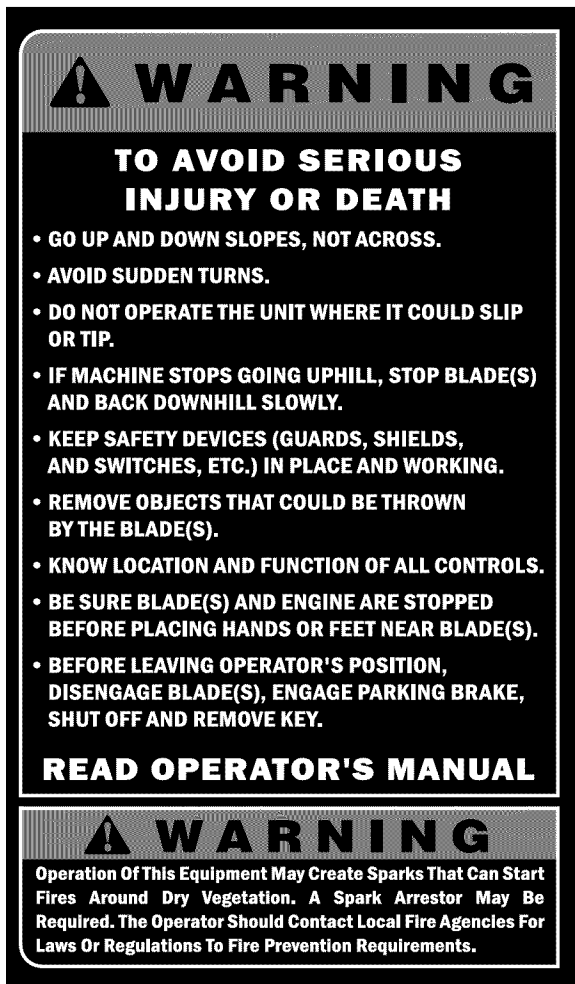 WARNING
TO AVOID SERIOUS
INJURY OR DEATH
• GO UP AND DOWN SLOPES, NOT ACROSS.
• AVOID SUDDEN TURNS.
• DO NOT OPERATE THE UNIT WHERE IT COULD SLIP
OR TIP.
• IF MACHINE STOPS GOING UPHILL, STOP BLADE(S)
AND BACK DOWNHILL SLOWLY.
• KEEP SAFETY DEVICES (GUARDS, SHIELDS,
AND SWITCHES, ETC.) IN PLACE AND WORKING.
• REMOVE OBJECTS THAT COULD BE THROWN
BY THE BLADE(S).
• KNOW LOCATION AND FUNCTION OF ALL CONTROLS.
• BE SURE BLADE(S) AND ENGINE ARE STOPPED
BEFORE PLACING HANDS OR FEET NEAR BLADE(S).
• BEFORE LEAVING OPERATOR'S POSITION,
DISENGAGE BLADE(S), ENGAGE PARKING BRAKE,
SHUT OFF AND REMOVE KEY.
READ OPERATOR'S MANUAL
WARNING
Operation Of This Equipment May Create Sparks That Can Start
Fires Around Dry Vegetation. A Spark Arrestor May Be
Required. The Operator Should Contact Local Fire Agencies For
Laws Or Regulations To Fire Prevention Requirements.